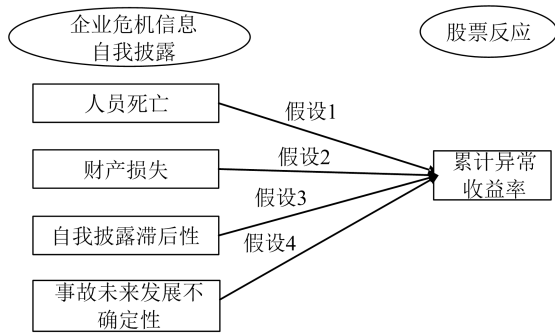 企业危机信息
自我披露
股票反应
人员死亡
假设1
财产损失
假设2
累计异常
收益率
假设3
自我披露滞后性
假设4
事故未来发展不
确定性